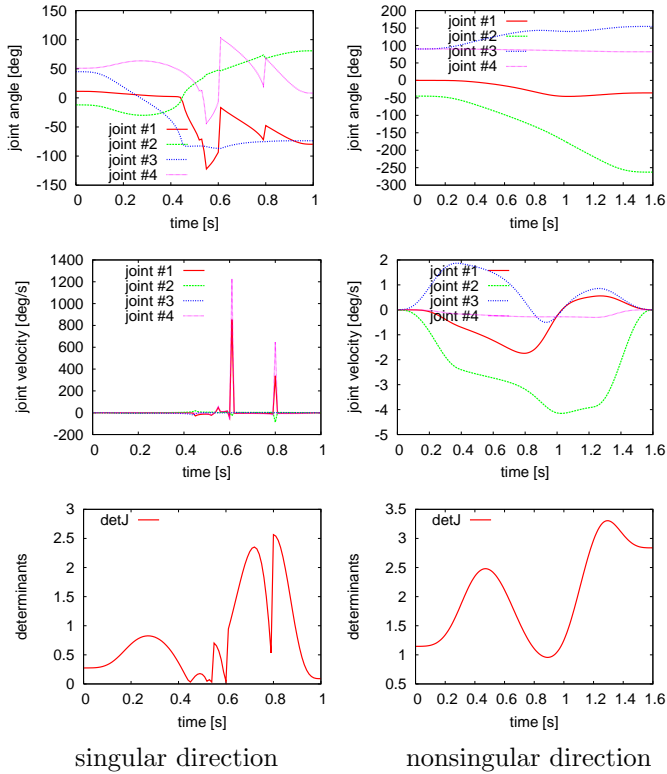 joint angle [deg]
150
100
50
0
-50
-100
-150
joint #1
joint #2
joint #3
joint #4
0
0.2
0.4
0.6
0.8
1
time [s]
joint angle [deg]
200
150
100
50
0
-50
-100
-150
-200
-250
-300
joint #1
joint #2
joint #3
joint #4
0
0.2
0.4
0.6
0.8
1
1.2
1.4
1.6
time [s]
joint velocity [deg/s]
1400
1200
1000
800
600
400
200
0
-200
joint #1
joint #2
joint #3
joint #4
0
0.2
0.4
0.6
0.8
1
time [s]
joint velocity [deg/s]
2
1
0
-1
-2
-3
-4
-5
joint #1
joint #2
joint #3
joint #4
0
0.2
0.4
0.6
0.8
1
1.2
1.4
1.6
time [s]
determinants
3
2.5
2
1.5
1
0.5
0
detJ
0
0.2
0.4
0.6
0.8
1
time [s]
determinants
3.5
3
2.5
2
1.5
1
0.5
detJ
0
0.2
0.4
0.6
0.8
1
1.2
1.4
1.6
time [s]
singular direction
nonsingular direction